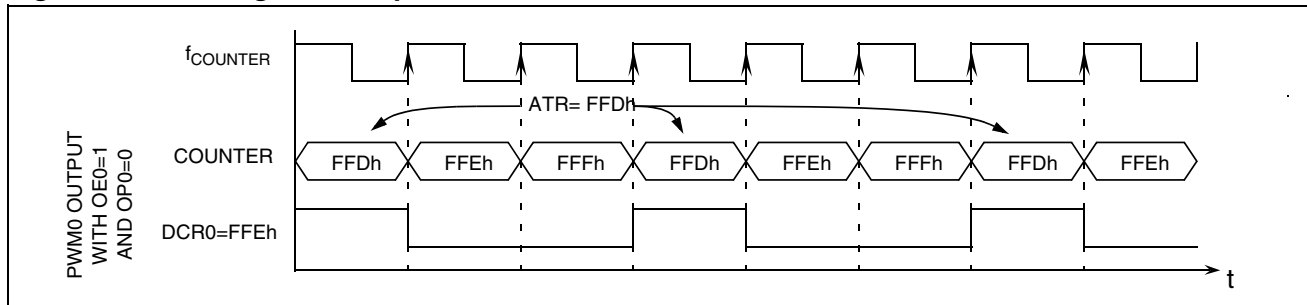 fCOUNTER
ATR= FFDh
COUNTER
FFDh FFEh FFFh FFDh FFEh FFFh FFDh FFEh
PWM0 OUTPUT
WITH OE0=1
AND OP0=0
DCR0=FFEh
t